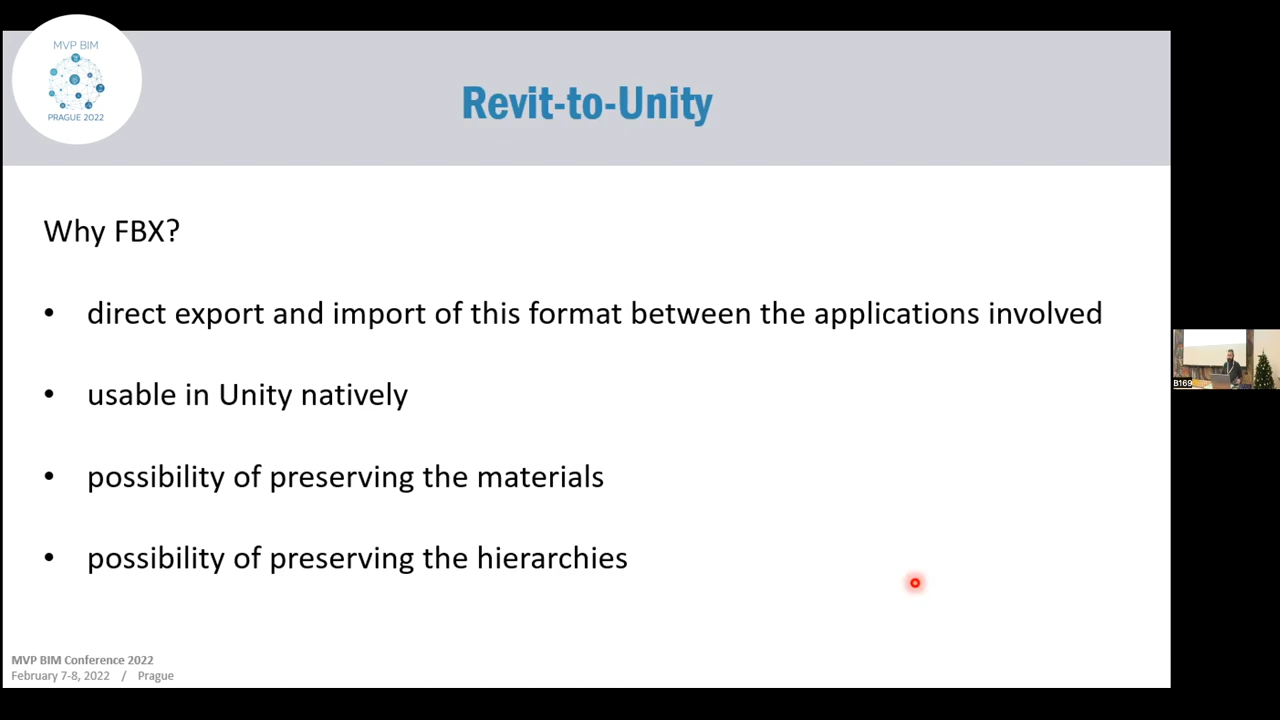 MVP BIM
PRAGUE 2022
Revit-to-Unity
Why FBX?
• direct export and import of this format between the applications involved
• usable in Unity natively
• possibility of preserving the materials
• possibility of preserving the hierarchies
B169
MVP BIM Conference 2022
February 7-8, 2022 / Prague